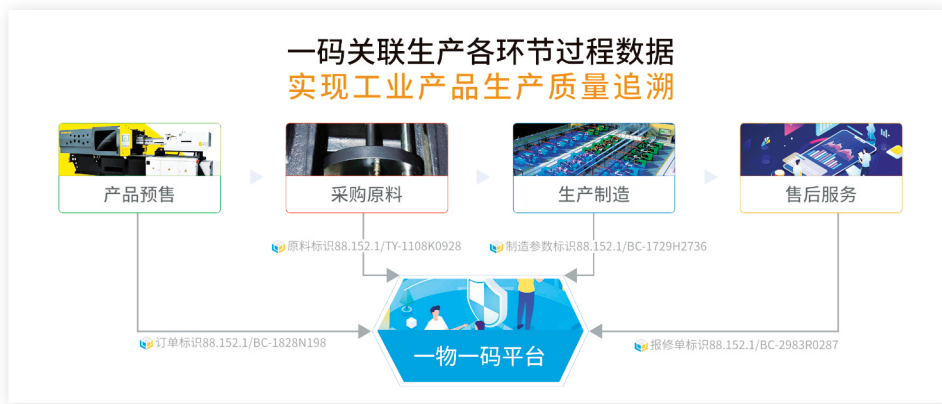 一码关联生产各环节过程数据
实现工业产品生产质量追溯
产品预售
采购原料
生产制造
售后服务
原料标识88.152.1/TY-1108K0928
制造参数标识88.152.1/BC-1729H2736
订单标识88.152.1/BC-1828N198
报修单标识88.152.1/BC-2983R0287
一物一码平台